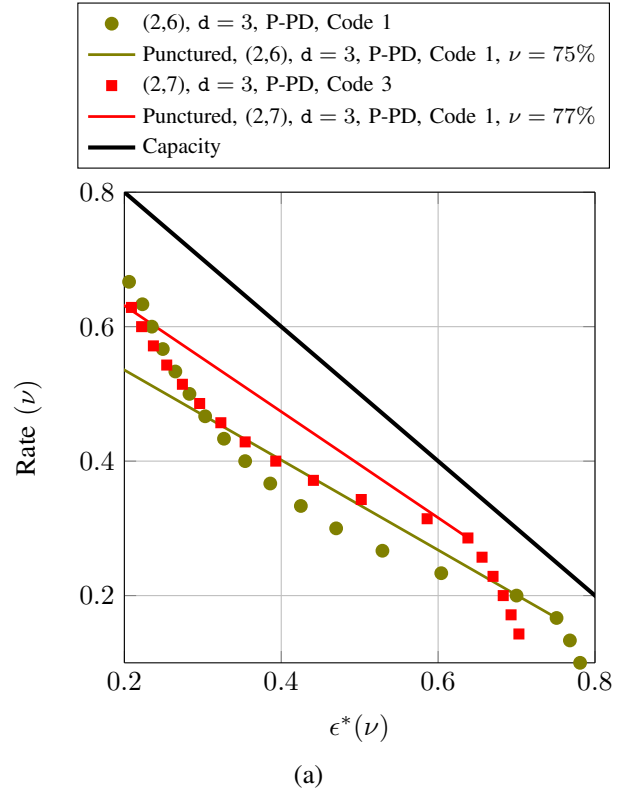 (2,6), d = 3, P-PD, Code 1
Punctured, (2,6), d = 3, P-PD, Code 1, ν = 75%
(2,7), d = 3, P-PD, Code 3
Punctured, (2,7), d = 3, P-PD, Code 1, ν = 77%
Capacity
0.8
0.6
0.4
0.2
Rate (ν)
0.2 0.4 0.6 0.8
ϵ*(ν)
(a)